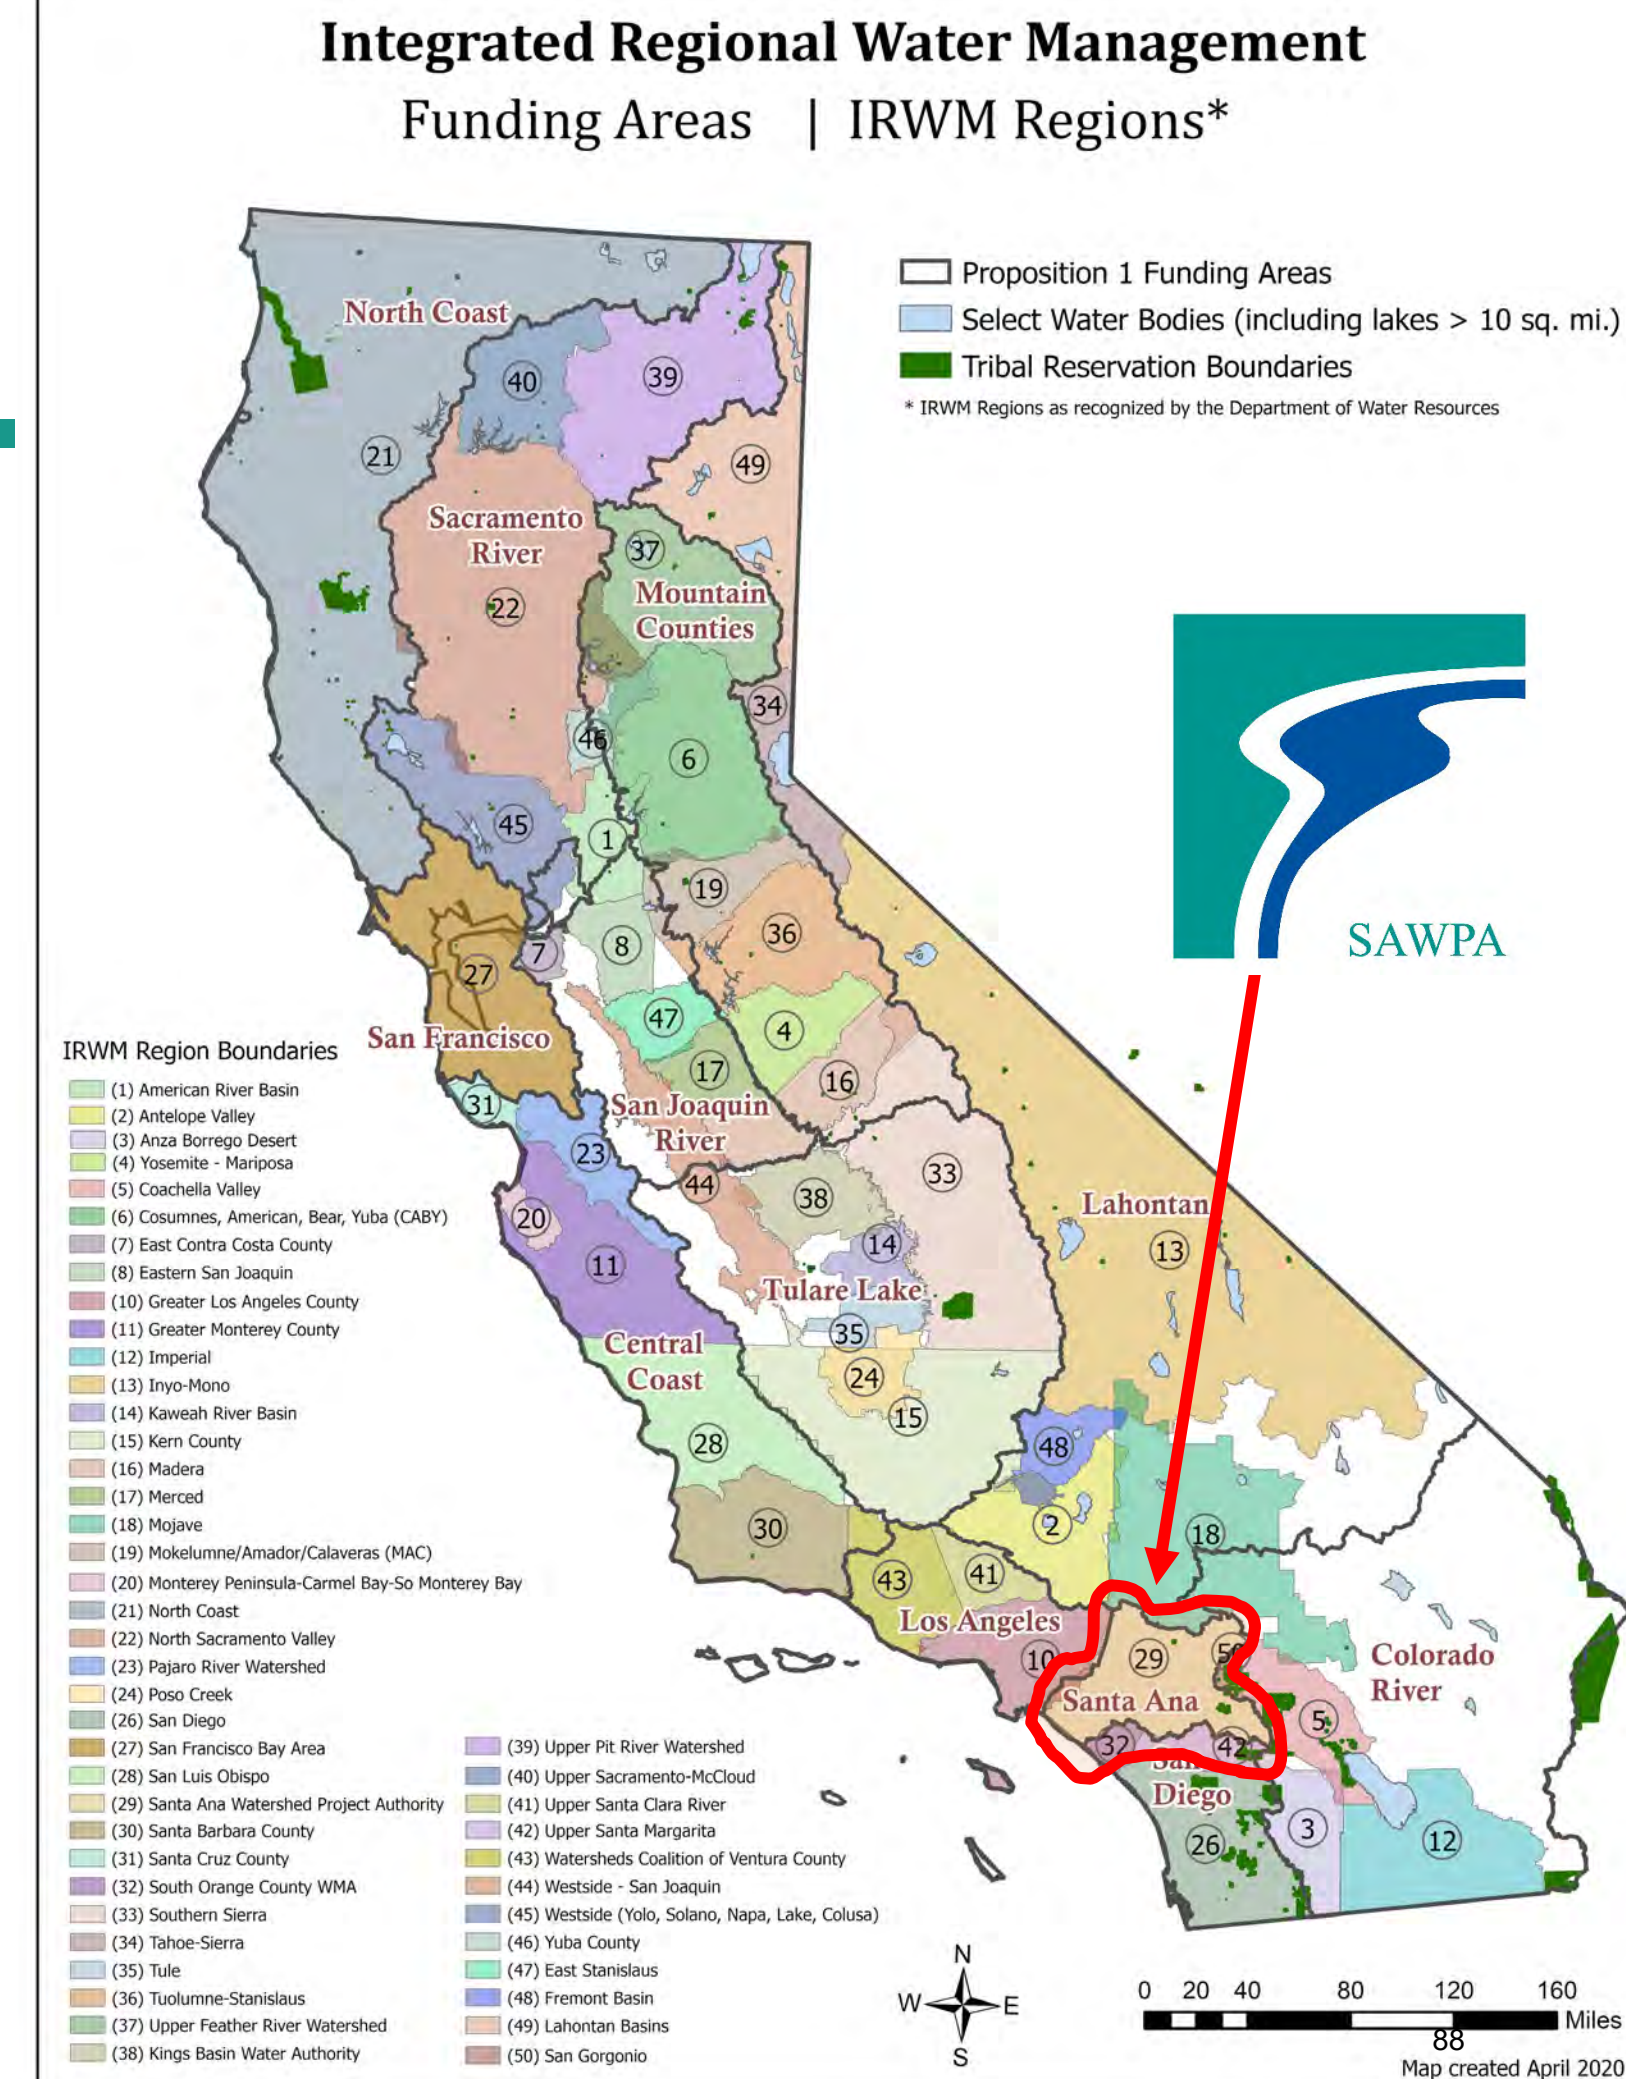 Integrated Regional Water Management
Funding Areas | IRWM Regions*
Proposition 1 Funding Areas
Select Water Bodies (including lakes > 10 sq. mi.)
Tribal Reservation Boundaries
* IRWM Regions as recognized by the Department of Water Resources
North Coast
40
39
21
49
Sacramento
River
37
22
Mountain
Counties
34
46
6
45
1
19
36
8
7
27
SAWPA
47
4
San Francisco
17
16
31
San Joaquin
River
23
33
44
38
20
Lahontan
14
13
11
Tulare Lake
35
Central
Coast
24
15
28
48
2
18
30
43
41
Los Angeles
10
29
50
Colorado
River
Santa Ana
5
32
42
San
Diego
3
26
12
IRWM Region Boundaries
(1) American River Basin
(2) Antelope Valley
(3) Anza Borrego Desert
(4) Yosemite - Mariposa
(5) Coachella Valley
(6) Cosumnes, American, Bear, Yuba (CABY)
(7) East Contra Costa County
(8) Eastern San Joaquin
(10) Greater Los Angeles County
(11) Greater Monterey County
(12) Imperial
(13) Inyo-Mono
(14) Kaweah River Basin
(15) Kern County
(16) Madera
(17) Merced
(18) Mojave
(19) Mokelumne/Amador/Calaveras (MAC)
(20) Monterey Peninsula-Carmel Bay-So Monterey Bay
(21) North Coast
(22) North Sacramento Valley
(23) Pajaro River Watershed
(24) Poso Creek
(26) San Diego
(27) San Francisco Bay Area
(28) San Luis Obispo
(29) Santa Ana Watershed Project Authority
(30) Santa Barbara County
(31) Santa Cruz County
(32) South Orange County WMA
(33) Southern Sierra
(34) Tahoe-Sierra
(35) Tule
(36) Tuolumne-Stanislaus
(37) Upper Feather River Watershed
(38) Kings Basin Water Authority
(39) Upper Pit River Watershed
(40) Upper Sacramento-McCloud
(41) Upper Santa Clara River
(42) Upper Santa Margarita
(43) Watersheds Coalition of Ventura County
(44) Westside - San Joaquin
(45) Westside (Yolo, Solano, Napa, Lake, Colusa)
(46) Yuba County
(47) East Stanislaus
(48) Fremont Basin
(49) Lahontan Basins
(50) San Gorgonio
N
W E
S
0 20 40 80 120 160
Miles
88
Map created April 2020